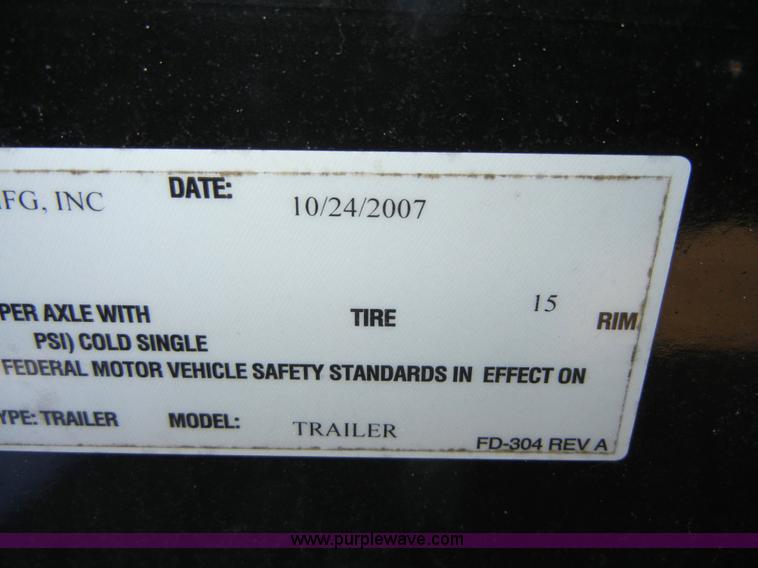 MFG, INC DATE: 10/24/2007
PER AXLE WITH TIRE 15 RIM
PSI) COLD SINGLE
FEDERAL MOTOR VEHICLE SAFETY STANDARDS IN EFFECT ON
YPE: TRAILER MODEL: TRAILER FD-304 REV A
www.purplewave.com